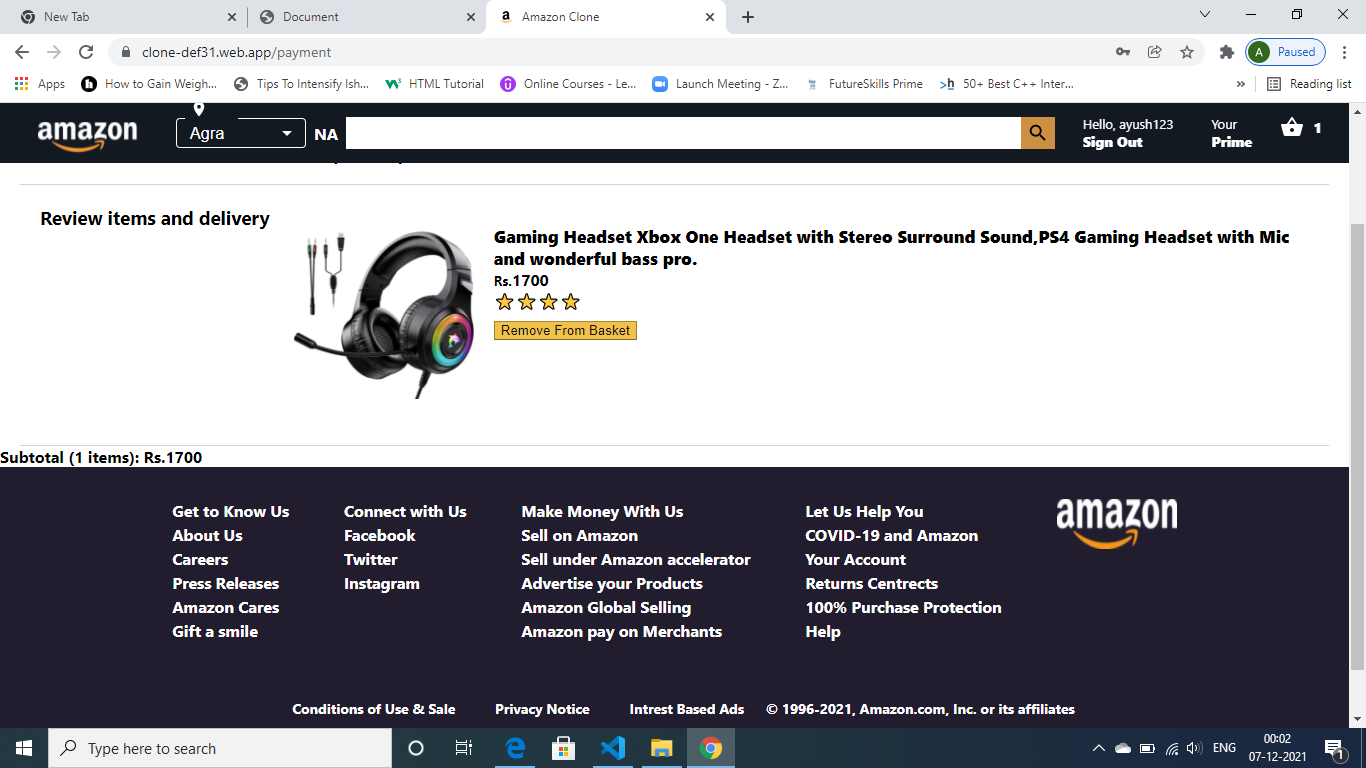 New Tab
Document
Amazon Clone
clone-def31.web.app/payment
A
Paused
Apps
How to Gain Weigh...
Tips To Intensify Ish...
HTML Tutorial
Online Courses - Le...
Launch Meeting - Z...
FutureSkills Prime
50+ Best C++ Inter...
Reading list
amazon
Agra
NA
Hello, ayush123
Sign Out
Your
Prime
1
Review items and delivery
Gaming Headset Xbox One Headset with Stereo Surround Sound,PS4 Gaming Headset with Mic
and wonderful bass pro.
Rs.1700
Remove From Basket
Subtotal (1 items): Rs.1700
Get to Know Us
About Us
Careers
Press Releases
Amazon Cares
Gift a smile
Connect with Us
Facebook
Twitter
Instagram
Make Money With Us
Sell on Amazon
Sell under Amazon accelerator
Advertise your Products
Amazon Global Selling
Amazon pay on Merchants
Let Us Help You
COVID-19 and Amazon
Your Account
Returns Centrects
100% Purchase Protection
Help
amazon
Conditions of Use & Sale
Privacy Notice
Intrest Based Ads
© 1996-2021, Amazon.com, Inc. or its affiliates
Type here to search
ENG
00:02
07-12-2021
1